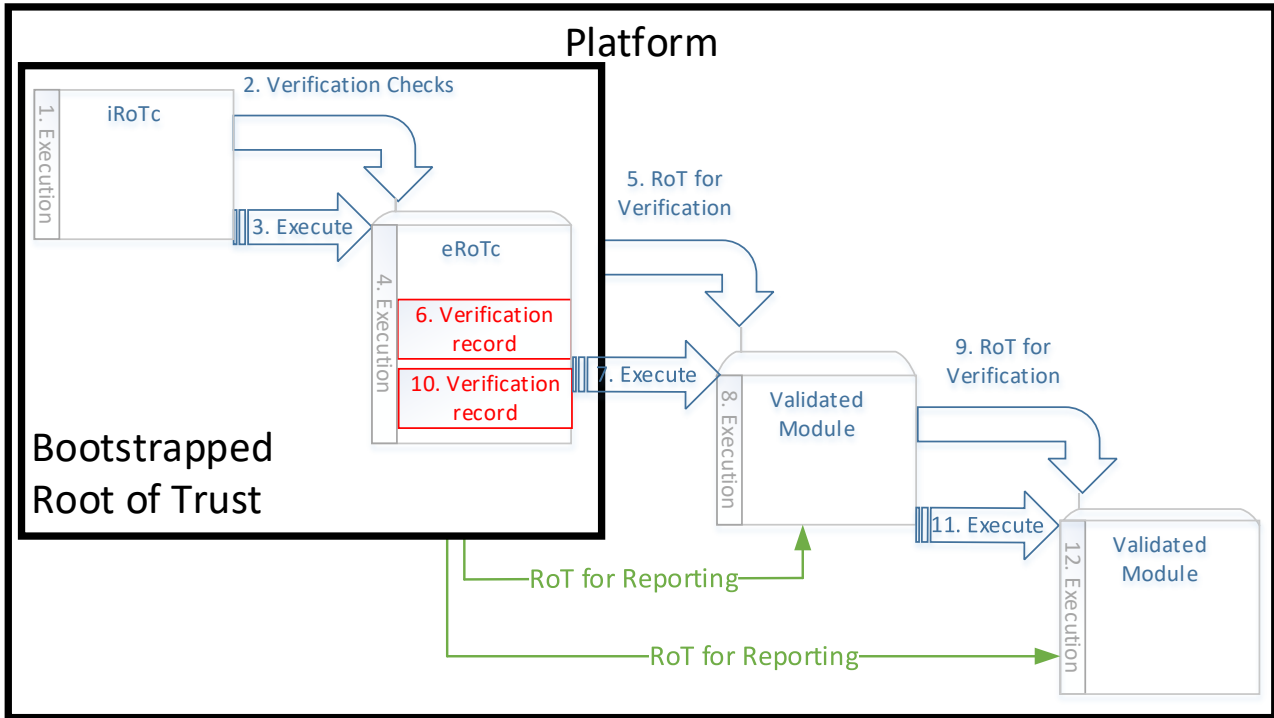 Platform
2. Verification Checks
iRoTc
1. Execution
3. Execute
eRoTc
4. Execution
6. Verification
record
10. Verification
record
Bootstrapped
Root of Trust
5. RoT for
Verification
7. Execute
8. Execution
Validated
Module
9. RoT for
Verification
11. Execute
12. Execution
Validated
Module
RoT for Reporting
RoT for Reporting